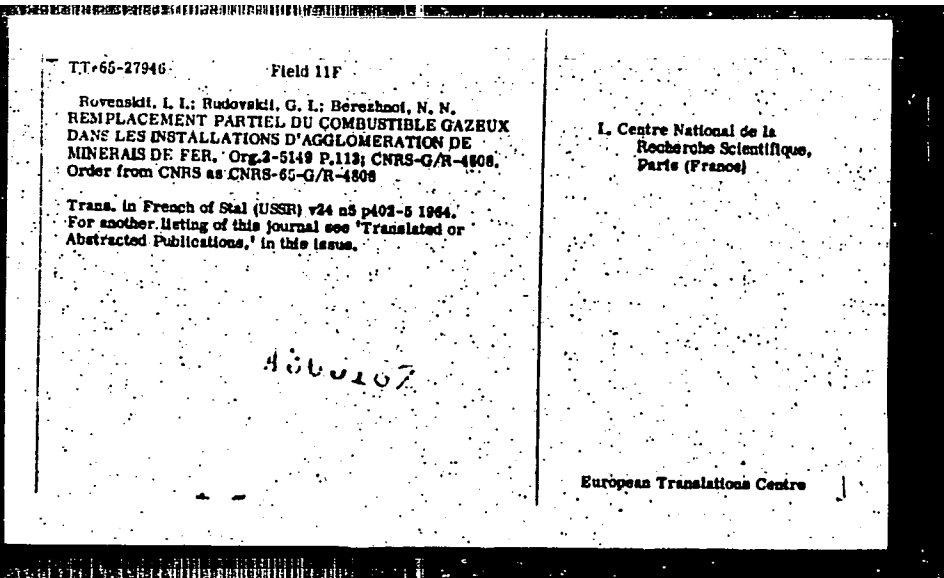 TT-65-27946 Field 11F
Rovenskii, I. I.; Rudovskii, G. I.; Berezhnoi, N. N.
REMPLACEMENT PARTIEL DU COMBUSTIBLE GAZEUX
DANS LES INSTALLATIONS D'AGGLOMERATION DE
MINERAIS DE FER. Org.2-5149 P.113; CNRS-G/R-4808.
Order from CNRS as CNRS-65-G/R-4808
Trans. in French of Stal (USSR) v24 n5 p402-5 1964.
For another listing of this journal see 'Translated or
Abstracted Publications,' in this issue.
I. Centre National de la
Recherche Scientifique,
Paris (France)
European Translations Centre